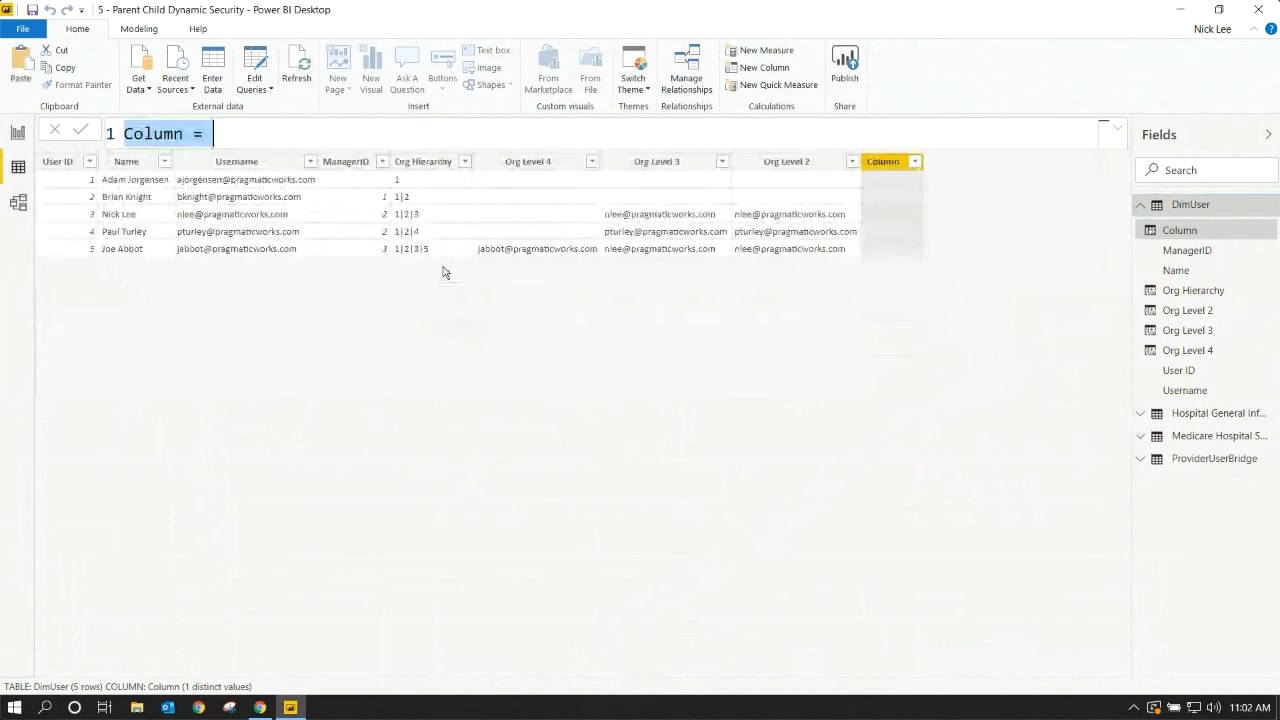 5 - Parent Child Dynamic Security - Power BI Desktop
Nick Lee
File Home Modeling Help
Paste
Cut
Copy
Format Painter
Clipboard
Get Data
Recent Sources
Enter Data
Edit Queries
Refresh
External data
New Page
New Visual
Ask A Question
Buttons
Text box
Image
Shapes
Insert
From Marketplace
From File
Custom visuals
Switch Theme
Themes
Manage Relationships
Relationships
New Measure
New Column
New Quick Measure
Calculations
Publish
Share
1 Column =
User ID Name Username ManagerID Org Hierarchy Org Level 4 Org Level 3 Org Level 2 Column
1 Adam Jorgensen ajorgensen@pragmaticworks.com 1
2 Brian Knight bknight@pragmaticworks.com 1 1|2
3 Nick Lee nlee@pragmaticworks.com 2 1|2|3 nlee@pragmaticworks.com nlee@pragmaticworks.com
4 Paul Turley pturley@pragmaticworks.com 2 1|2|4 pturley@pragmaticworks.com pturley@pragmaticworks.com
5 Joe Abbot jabbot@pragmaticworks.com 3 1|2|3|5 jabbot@pragmaticworks.com nlee@pragmaticworks.com nlee@pragmaticworks.com
Fields
Search
DimUser
Column
ManagerID
Name
Org Hierarchy
Org Level 2
Org Level 3
Org Level 4
User ID
Username
Hospital General Inf...
Medicare Hospital S...
ProviderUserBridge
TABLE: DimUser (5 rows) COLUMN: Column (1 distinct values)
11:02 AM